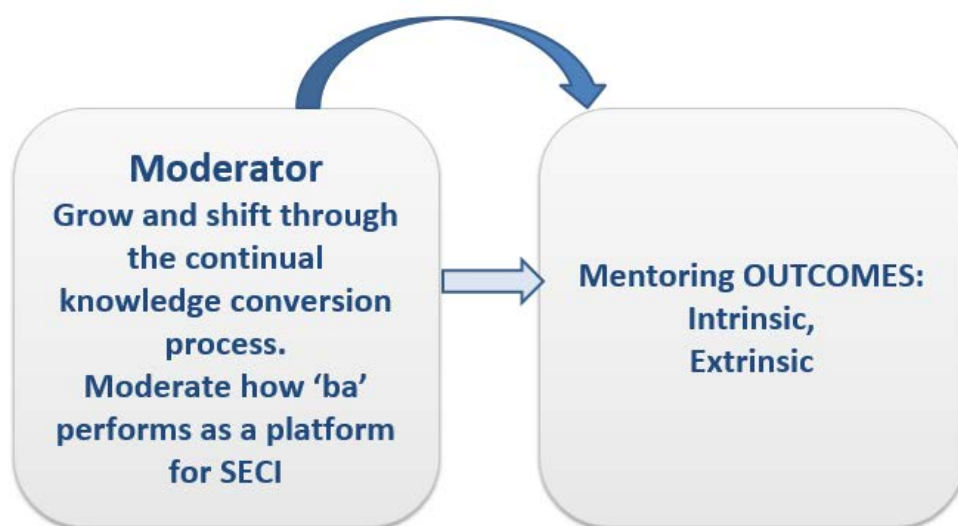 Moderator
Grow and shift through
the continual
knowledge conversion
process.
Moderate how ‘ba’
performs as a platform
for SECI
Mentoring OUTCOMES:
Intrinsic,
Extrinsic